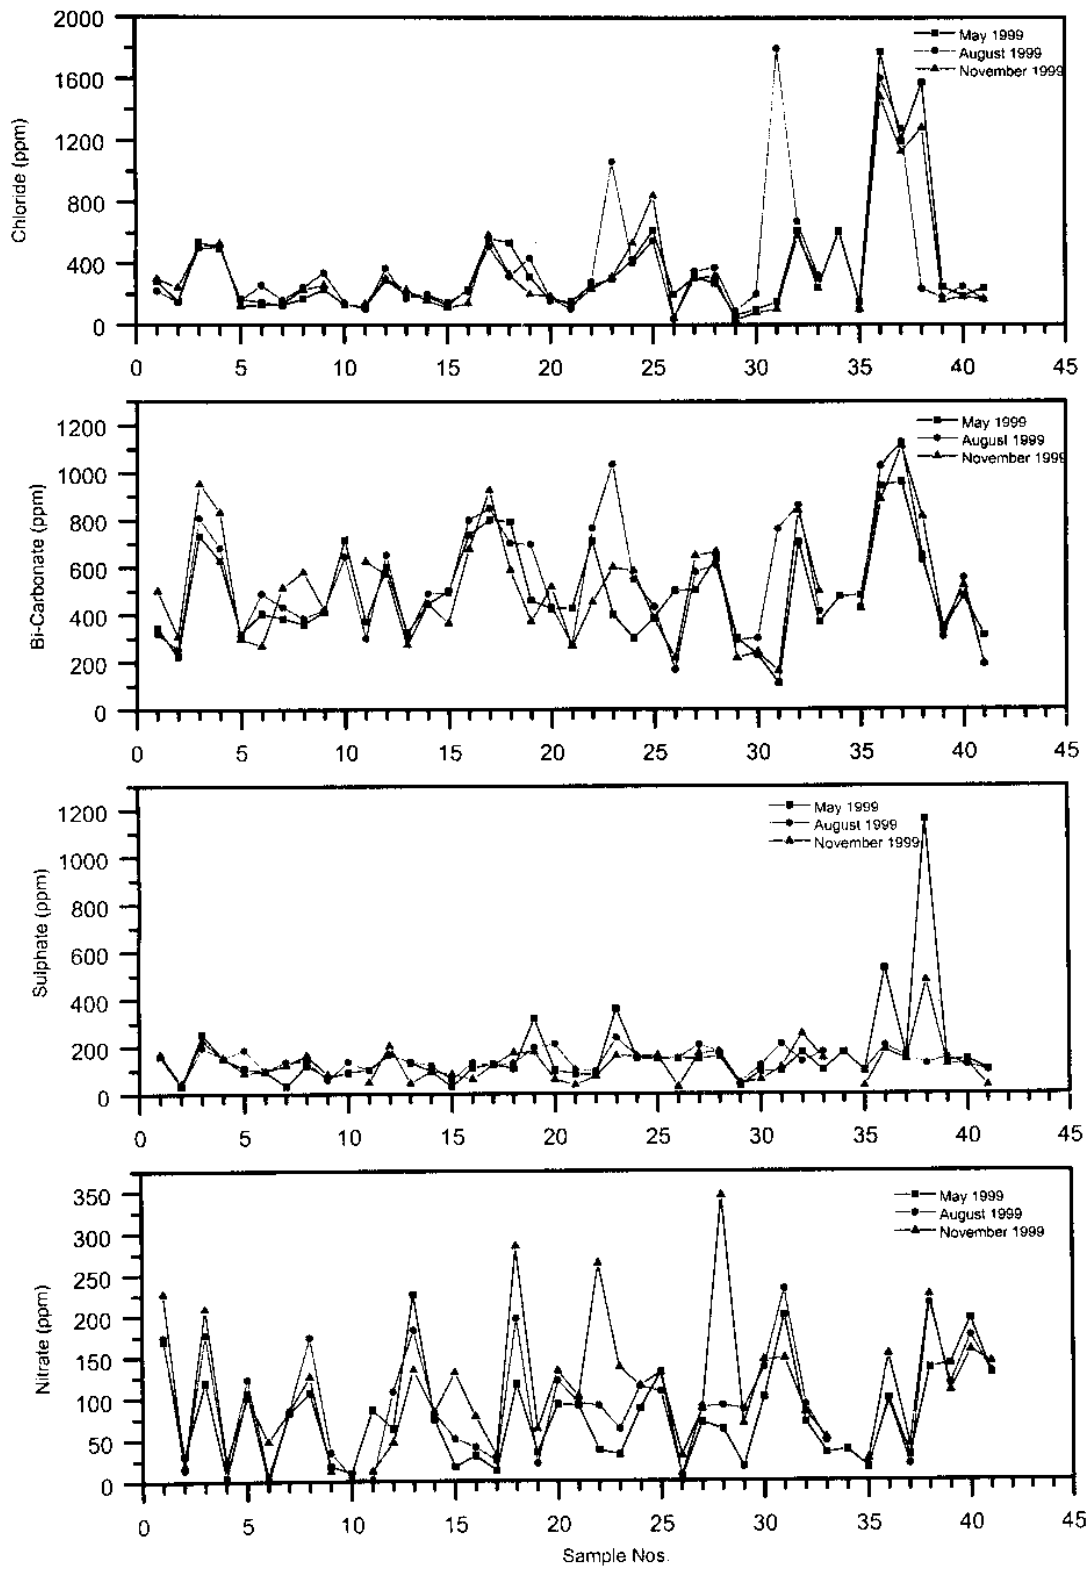 2000
1600
1200
800
400
0
Chloride (ppm)
May 1999
August 1999
November 1999
0 5 10 15 20 25 30 35 40 45
1200
1000
800
600
400
200
0
Bi-Carbonate (ppm)
May 1999
August 1999
November 1999
0 5 10 15 20 25 30 35 40 45
1200
1000
800
600
400
200
0
Sulphate (ppm)
May 1999
August 1999
November 1999
0 5 10 15 20 25 30 35 40 45
350
300
250
200
150
100
50
0
Nitrate (ppm)
May 1999
August 1999
November 1999
0 5 10 15 20 25 30 35 40 45
Sample Nos.